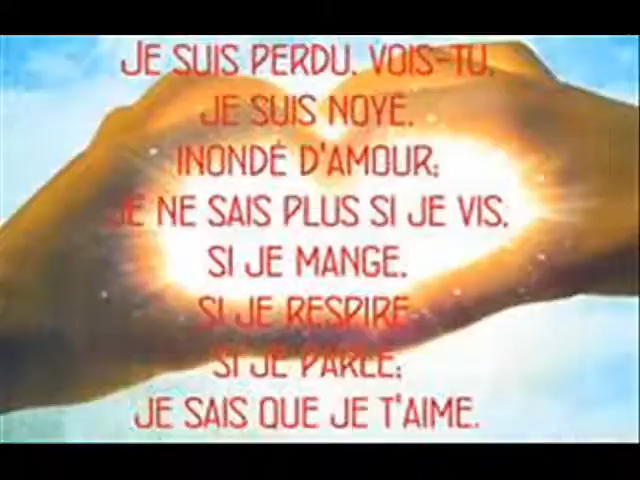 JE SUIS PERDU, VOIS-TU,
JE SUIS NOYÉ,
INONDÉ D'AMOUR;
JE NE SAIS PLUS SI JE VIS,
SI JE MANGE,
SI JE RESPIRE,
SI JE PARLE;
JE SAIS QUE JE T'AIME.